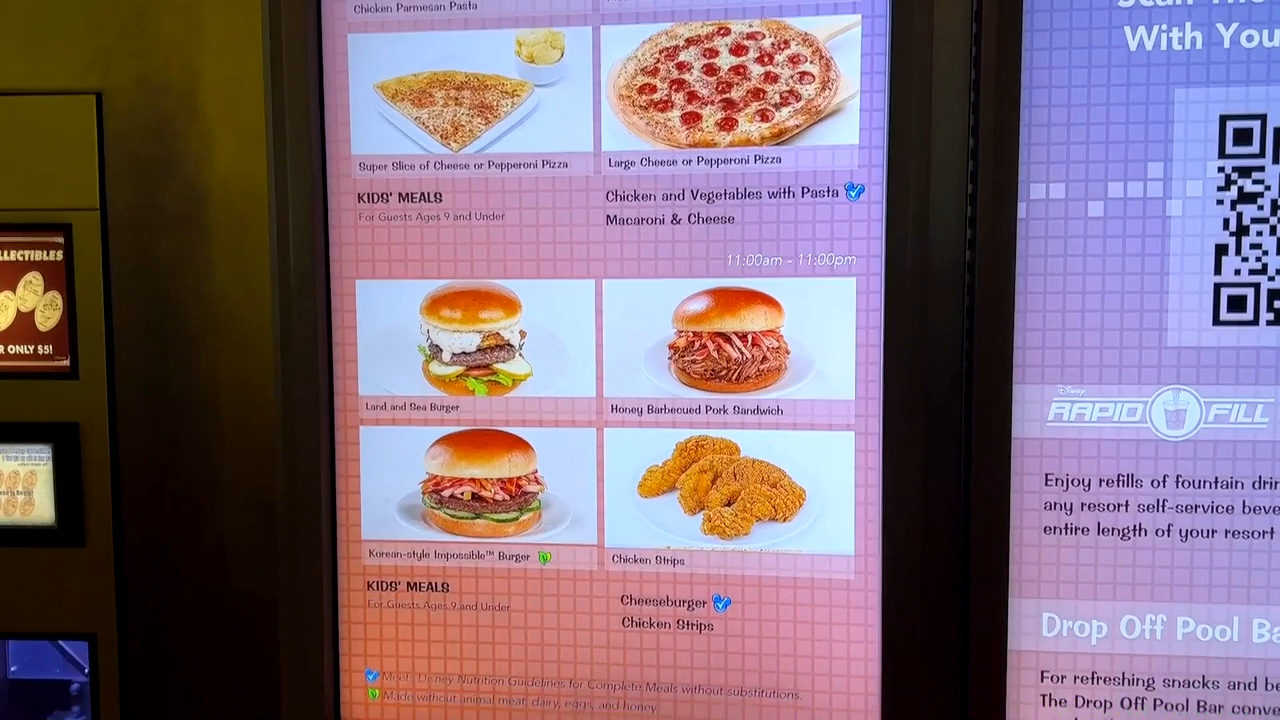 Chicken Parmesan Pasta
Super Slice of Cheese or Pepperoni Pizza
Large Cheese or Pepperoni Pizza
KIDS' MEALS
For Guests Ages 9 and Under
Chicken and Vegetables with Pasta
Macaroni & Cheese
11:00am - 11:00pm
Land and Sea Burger
Honey Barbecued Pork Sandwich
Korean-style Impossible™ Burger
Chicken Strips
KIDS' MEALS
For Guests Ages 9 and Under
Cheeseburger
Chicken Strips
Meets Disney Nutrition Guidelines for Complete Meals without substitutions.
Made without animal meat, dairy, eggs, and honey.
LLECTIBLES
R ONLY $5!
With You
Disney
RAPID FILL
Enjoy refills of fountain drin
any resort self-service beve
entire length of your resort
Drop Off Pool Ba
For refreshing snacks and be
The Drop Off Pool Bar conve